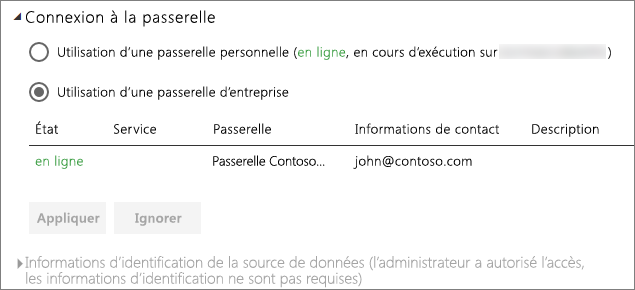 Connexion à la passerelle
Utilisation d'une passerelle personnelle (en ligne, en cours d'exécution sur )
Utilisation d'une passerelle d'entreprise
État Service Passerelle Informations de contact Description
en ligne Passerelle Contoso... john@contoso.com
Appliquer Ignorer
Informations d'identification de la source de données (l'administrateur a autorisé l'accès,
les informations d'identification ne sont pas requises)